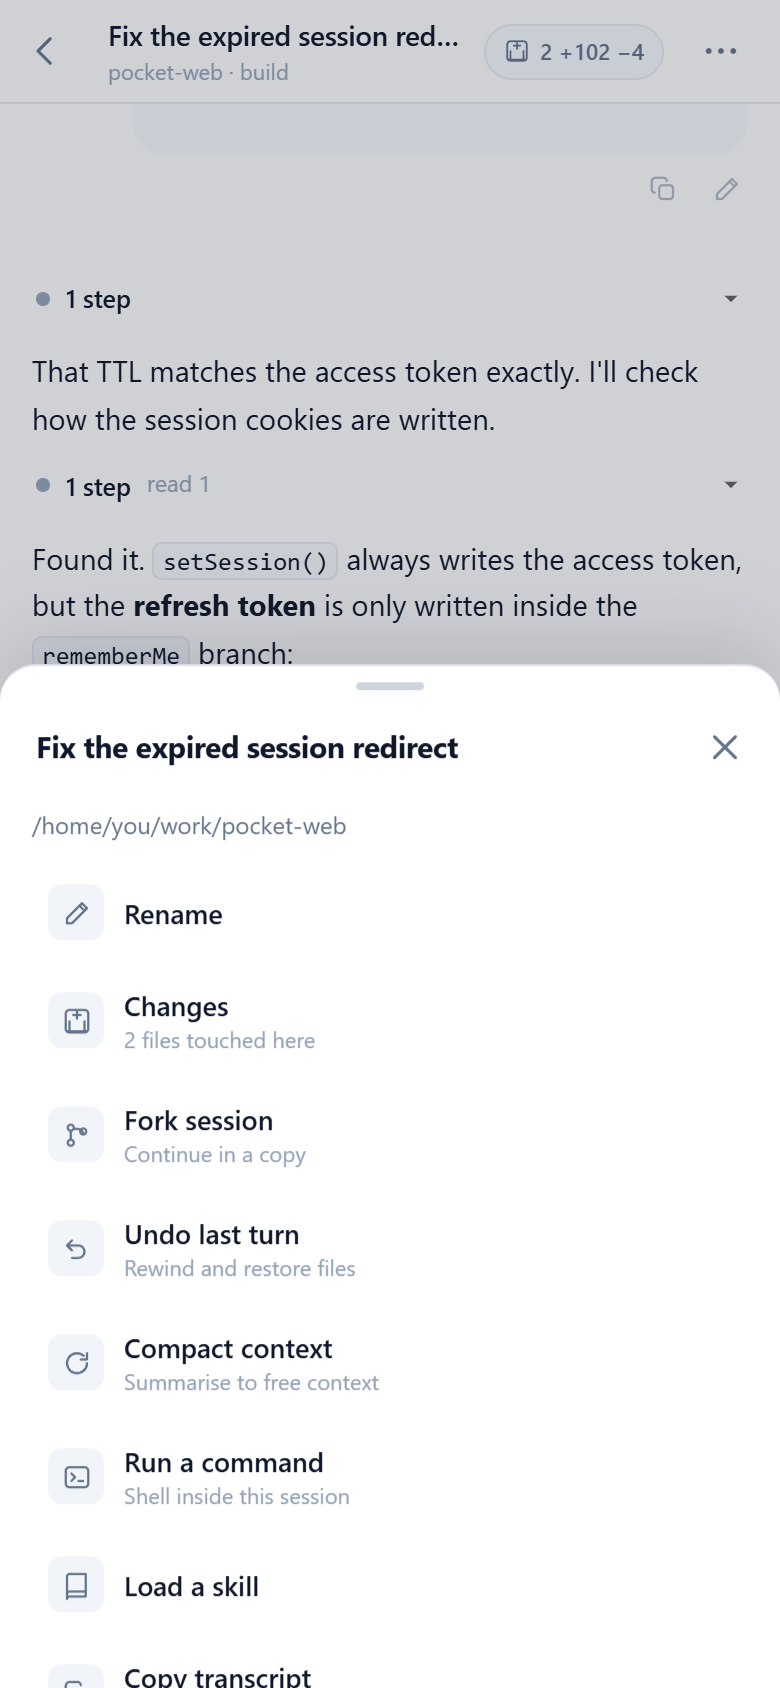 Fix the expired session red…
pocket-web · build
2 +102 −4
1 step
That TTL matches the access token exactly. I'll check
how the session cookies are written.
1 step read 1
Found it. setSession() always writes the access token,
but the refresh token is only written inside the
rememberMe branch:
Fix the expired session redirect
/home/you/work/pocket-web
Rename
Changes
2 files touched here
Fork session
Continue in a copy
Undo last turn
Rewind and restore files
Compact context
Summarise to free context
Run a command
Shell inside this session
Load a skill
Copy transcript